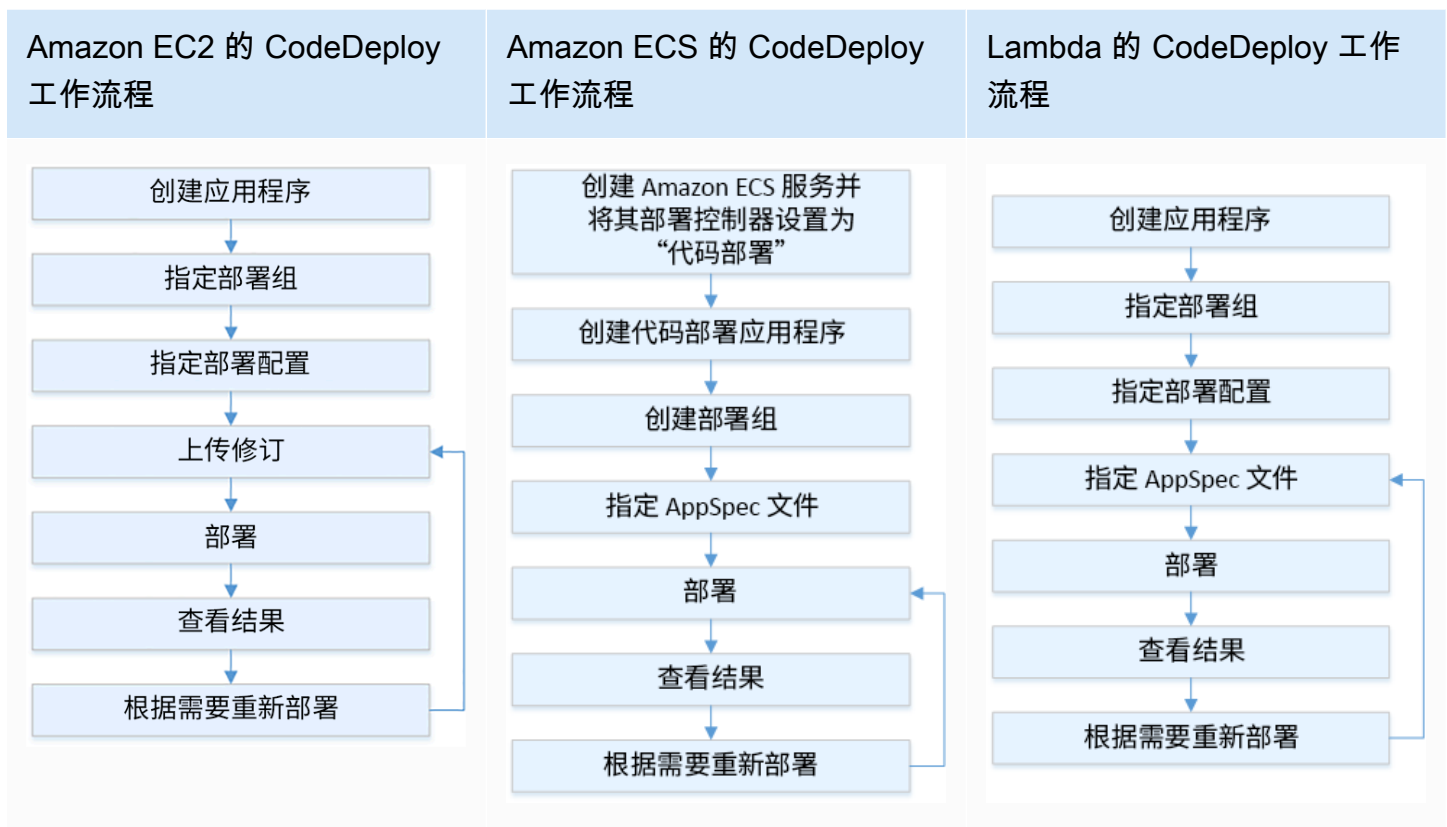 Amazon EC2 的 CodeDeploy
工作流程
Amazon ECS 的 CodeDeploy
工作流程
Lambda 的 CodeDeploy 工作
流程
创建应用程序
指定部署组
指定部署配置
上传修订
部署
查看结果
根据需要重新部署
创建 Amazon ECS 服务并
将其部署控制器设置为
“代码部署”
创建代码部署应用程序
创建部署组
指定 AppSpec 文件
部署
查看结果
根据需要重新部署
创建应用程序
指定部署组
指定部署配置
指定 AppSpec 文件
部署
查看结果
根据需要重新部署